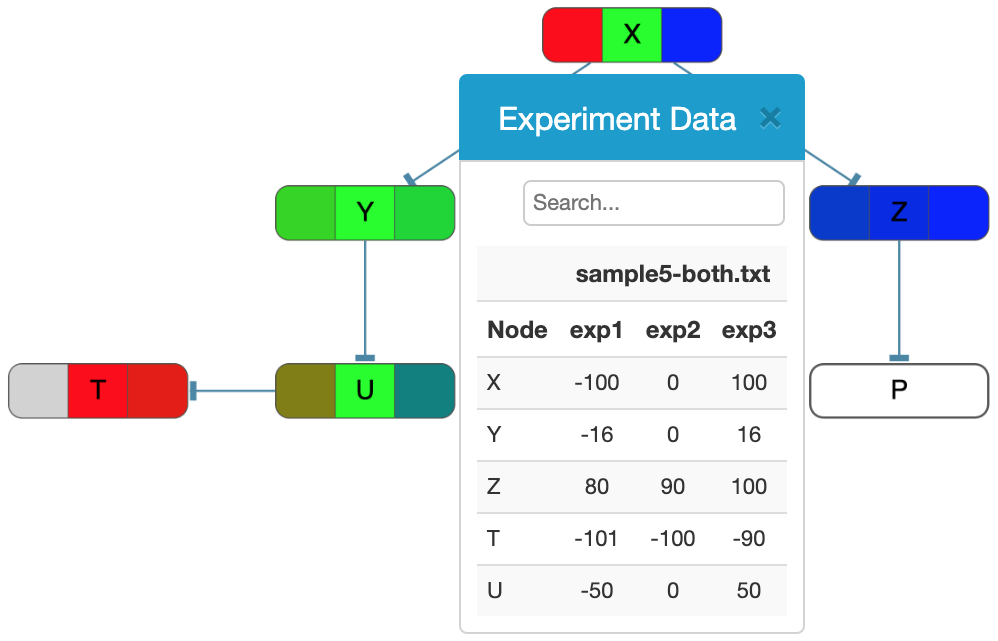 X
Experiment Data ×
Y
Z
Search...
sample5-both.txt
Node exp1 exp2 exp3
X -100 0 100
Y -16 0 16
Z 80 90 100
T -101 -100 -90
U -50 0 50
T
U
P